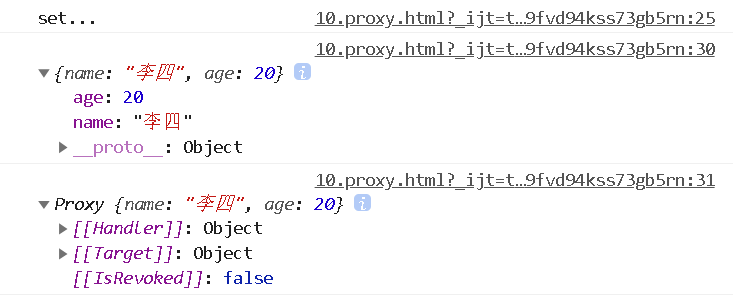 set... 10.proxy.html?_ijt=t…9fvd94kss73gb5rn:25
10.proxy.html?_ijt=t…9fvd94kss73gb5rn:30
▼{name: "李四", age: 20} i
age: 20
name: "李四"
▶__proto__: Object
10.proxy.html?_ijt=t…9fvd94kss73gb5rn:31
▼Proxy {name: "李四", age: 20} i
▶[[Handler]]: Object
▶[[Target]]: Object
[[IsRevoked]]: false